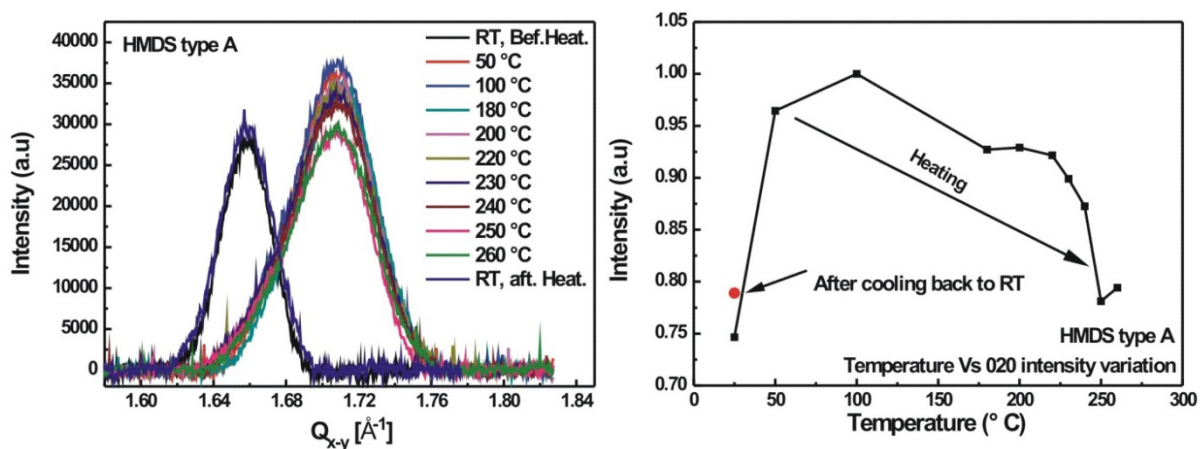 40000
35000
30000
25000
20000
15000
10000
5000
0
Intensity (a.u)
HMDS type A
RT, Bef.Heat.
50 °C
100 °C
180 °C
200 °C
220 °C
230 °C
240 °C
250 °C
260 °C
RT, aft. Heat.
1.60 1.64 1.68 1.72 1.76 1.80 1.84
Qx-y [Å-1]
1.05
1.00
0.95
0.90
0.85
0.80
0.75
0.70
Intensity (a.u)
Heating
After cooling back to RT
HMDS type A
Temperature Vs 020 intensity variation
0 50 100 150 200 250 300
Temperature (° C)